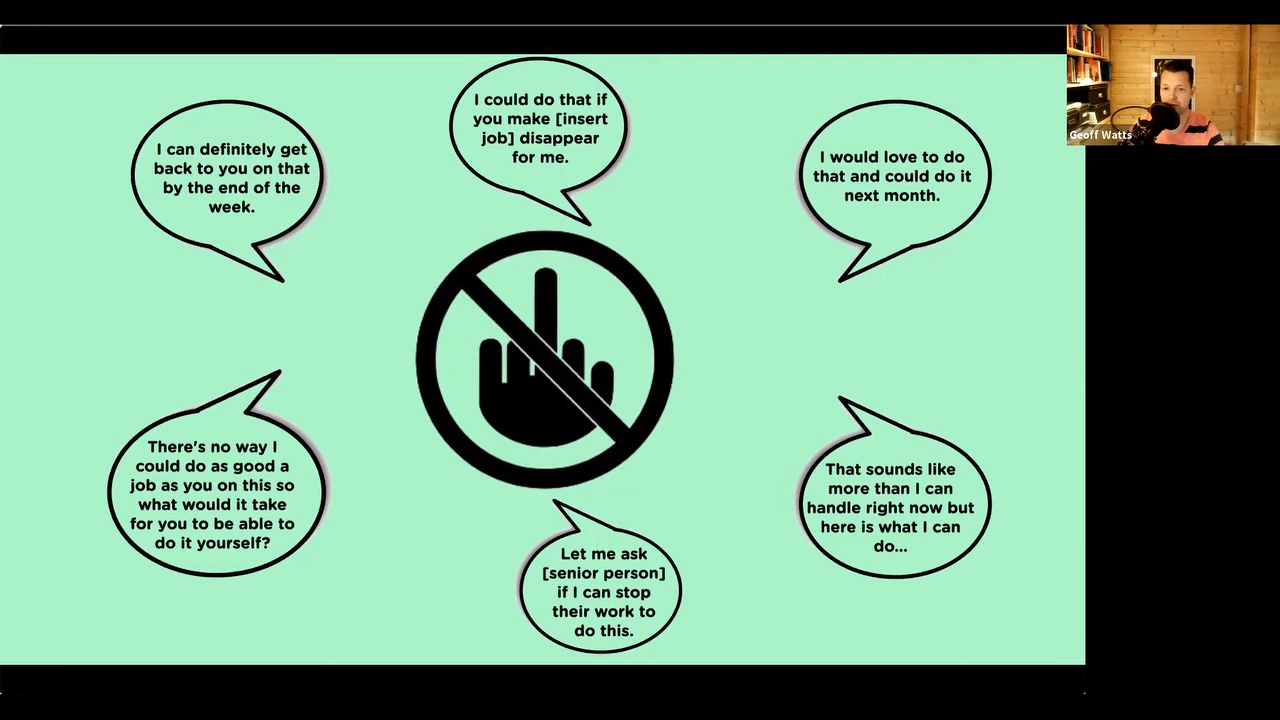 I can definitely get
back to you on that
by the end of the
week.
I could do that if
you make [insert
job] disappear
for me.
I would love to do
that and could do it
next month.
Geoff Watts
There's no way I
could do as good a
job as you on this so
what would it take
for you to be able to
do it yourself?
Let me ask
[senior person]
if I can stop
their work to
do this.
That sounds like
more than I can
handle right now but
here is what I can
do...